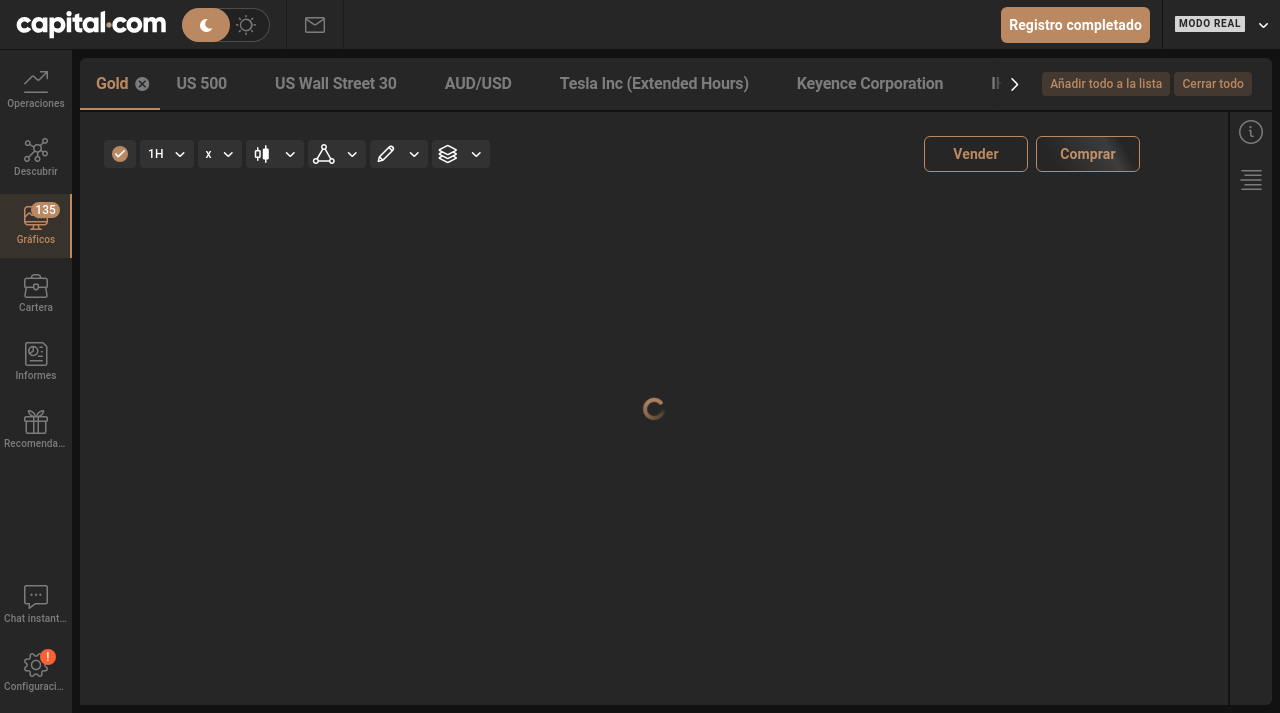 capital.com
Registro completado
MODO REAL
Operaciones
Descubrir
135
Gráficos
Cartera
Informes
Recomenda...
Chat instant...
!
Configuraci...
Gold
US 500
US Wall Street 30
AUD/USD
Tesla Inc (Extended Hours)
Keyence Corporation
Añadir todo a la lista
Cerrar todo
1H
x
Vender
Comprar